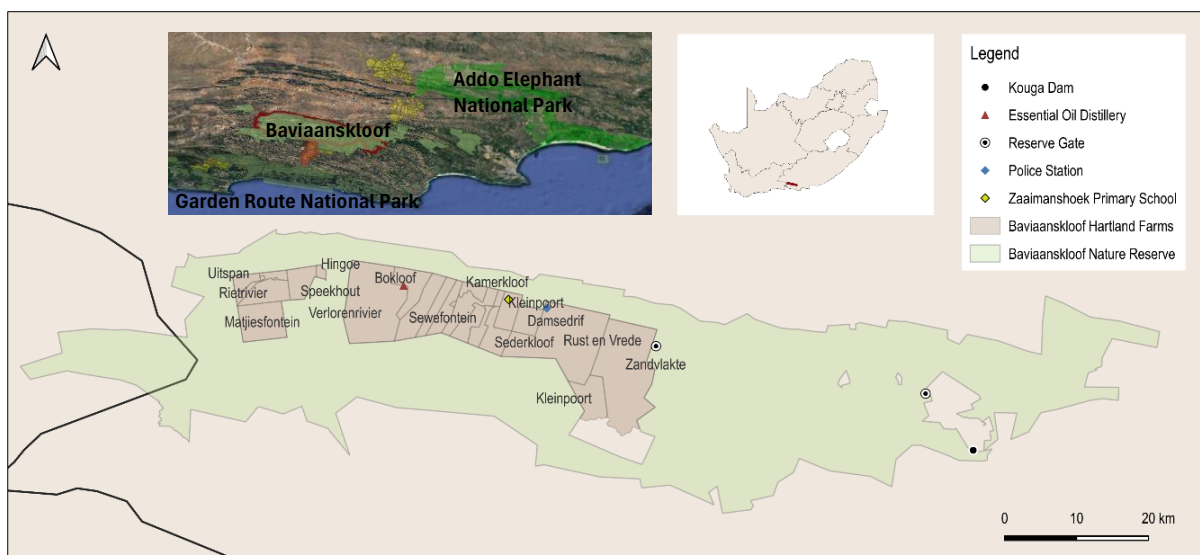 Addo Elephant
National Park
Baviaanskloof
Garden Route National Park
Legend
Kouga Dam
Essential Oil Distillery
Reserve Gate
Police Station
Zaaimanshoek Primary School
Baviaanskloof Hartland Farms
Baviaanskloof Nature Reserve
Uitspan
Hingoe
Rietrivier
Speekhout
Matjiesfontein
Verlorenrivier
Bokloof
Kamerkloof
Kleinpoort
Sewefontein
Damsedrif
Sederkloof
Rust en Vrede
Zandvlakte
Kleinpoort
0 10 20 km